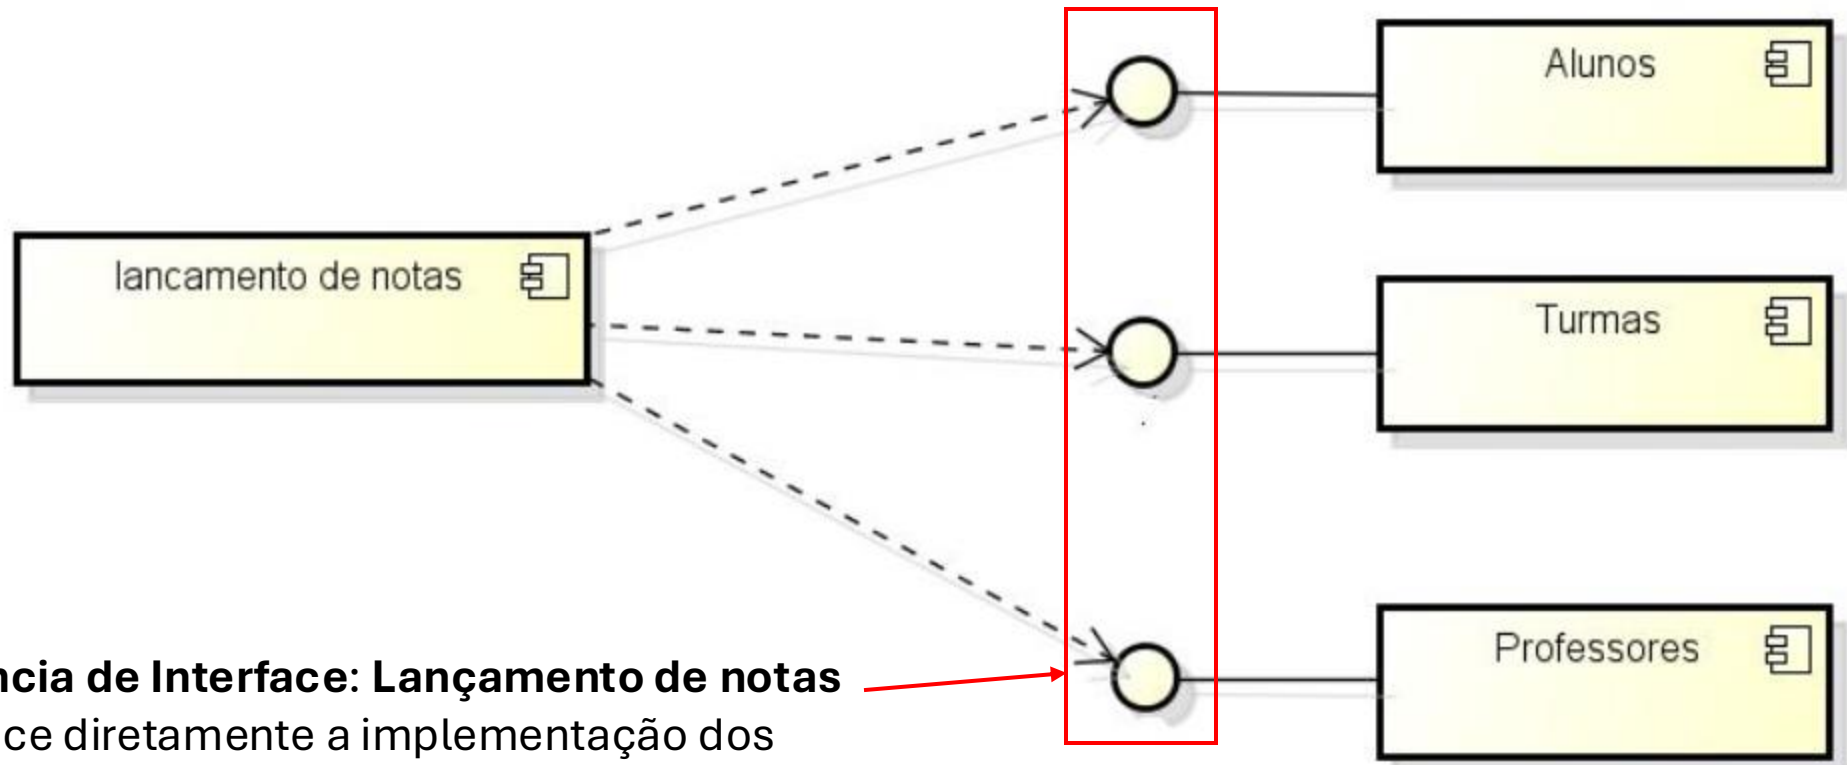 Alunos
lancamento de notas
Turmas
Professores
ncia de Interface: Lançamento de notas
ce diretamente a implementação dos